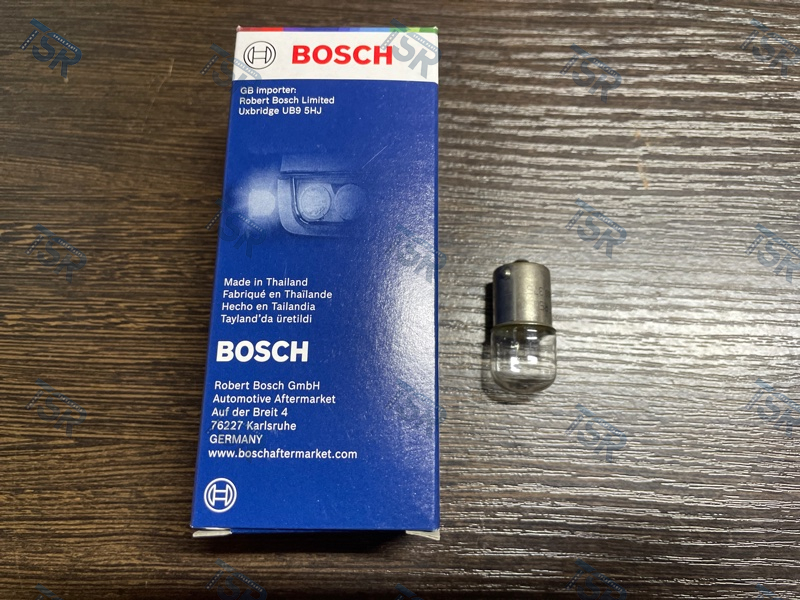 BOSCH
GB importer:
Robert Bosch Limited
Uxbridge UB9 5HJ
Made in Thailand
Fabriqué en Thaïlande
Hecho en Tailandia
Tayland'da üretildi
BOSCH
Robert Bosch GmbH
Automotive Aftermarket
Auf der Breit 4
76227 Karlsruhe
GERMANY
www.boschaftermarket.com
TSR